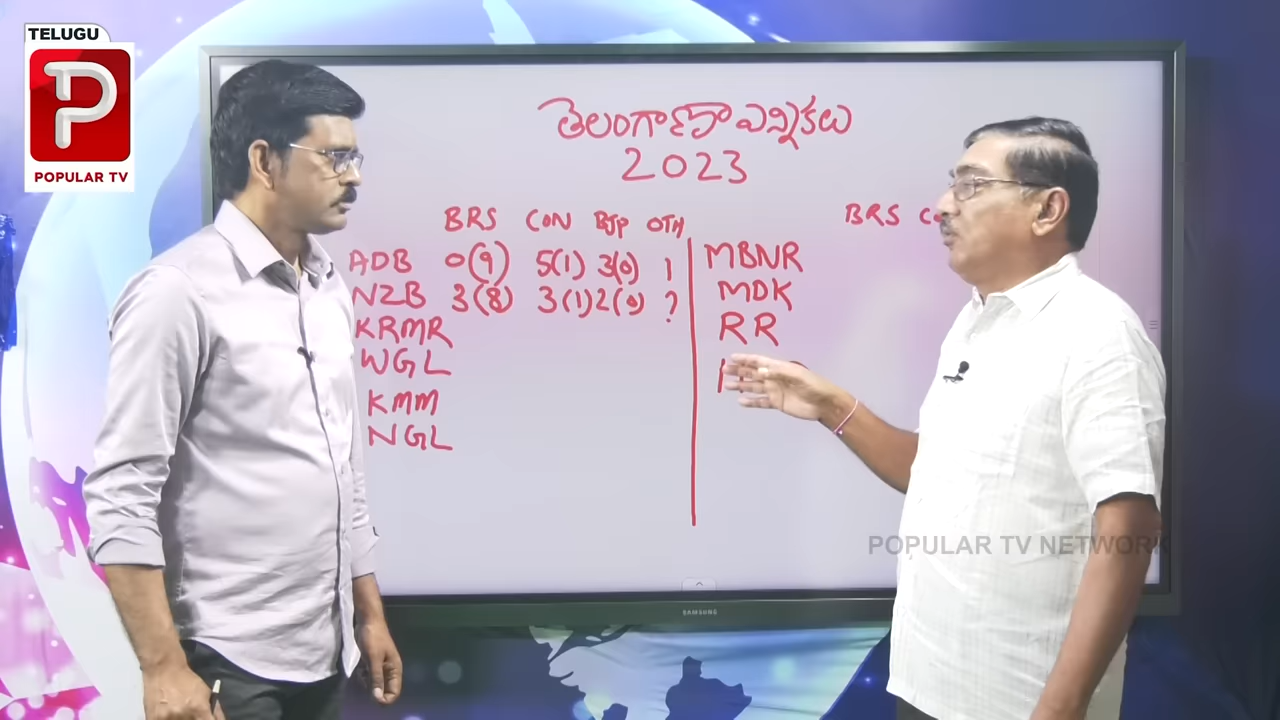 TELUGU
P
POPULAR TV
తెలంగాణా ఎన్నికలు
2023
BRS CON BJP OTH
ADB 0(9) 5(1) 3(0) 1
NZB 3(8) 3(1) 2(0) ?
KRMR
WGL
KMM
NGL
BRS
MBNR
MDK
RR
POPULAR TV NETWORK
SAMSUNG